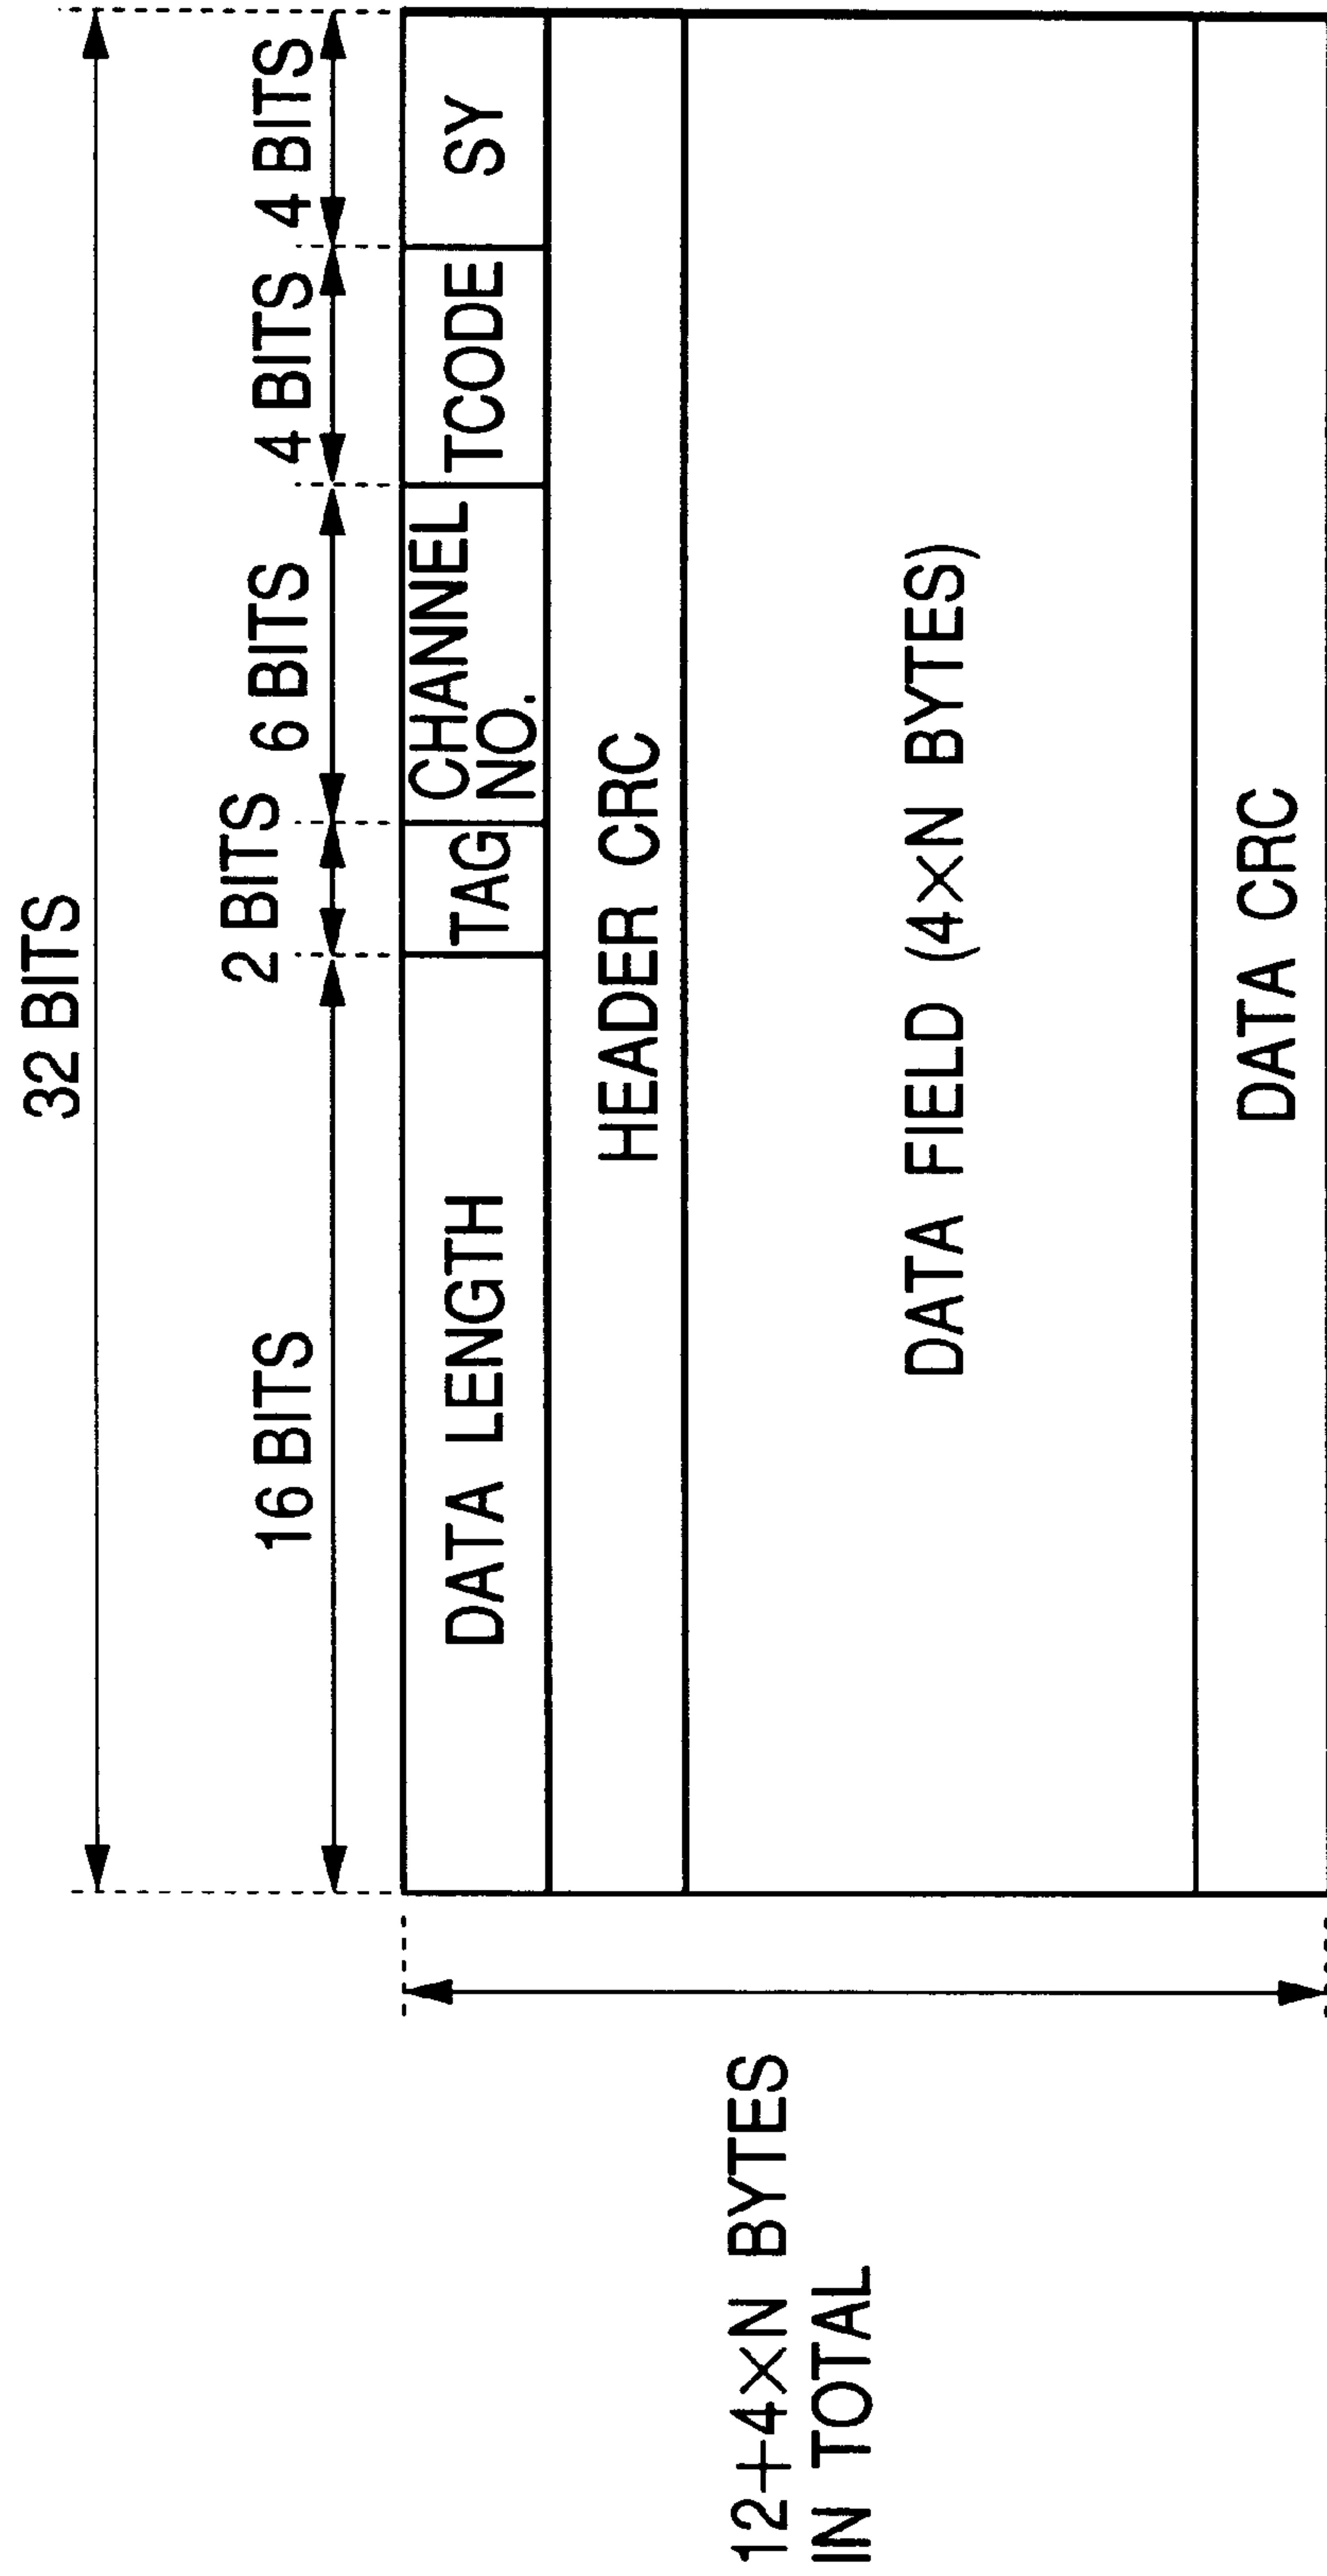 32 BITS
16 BITS
2 BITS
6 BITS
4 BITS
4 BITS
DATA LENGTH
TAG
CHANNEL
NO.
TCODE
SY
HEADER CRC
DATA FIELD (4×N BYTES)
DATA CRC
12+4×N BYTES
IN TOTAL